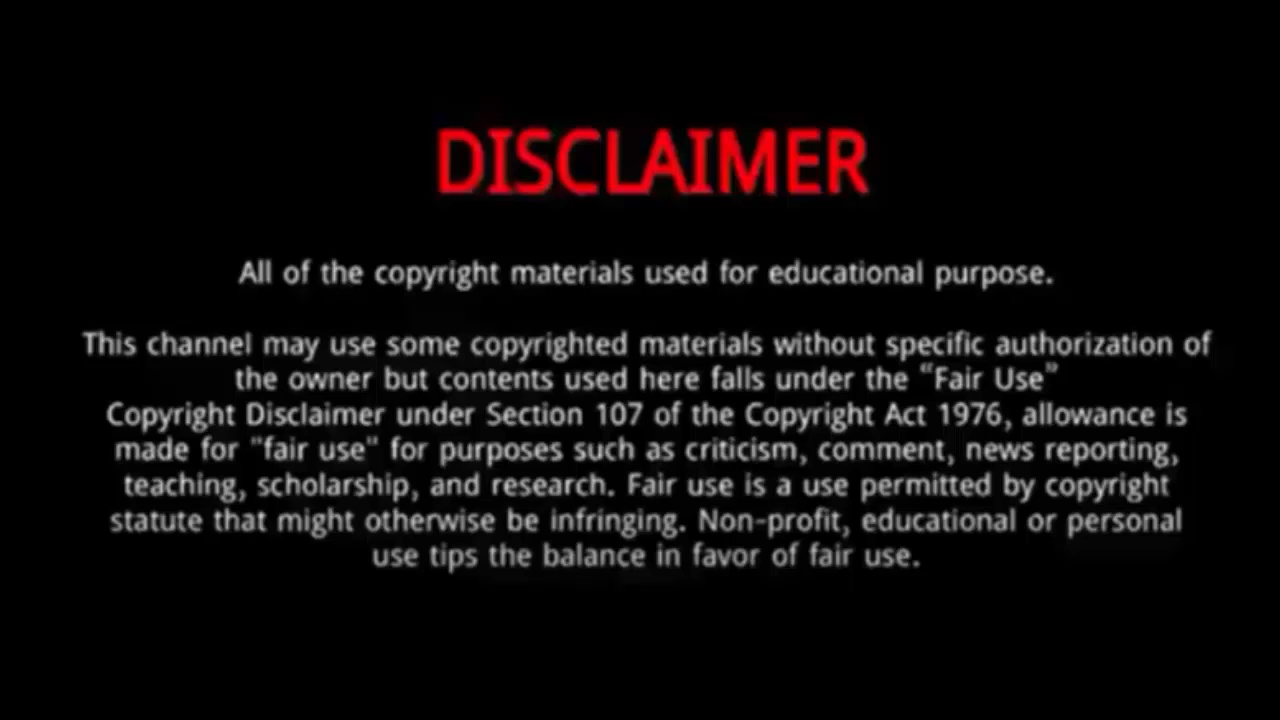 DISCLAIMER
All of the copyright materials used for educational purpose.
This channel may use some copyrighted materials without specific authorization of
the owner but contents used here falls under the “Fair Use”
Copyright Disclaimer under Section 107 of the Copyright Act 1976, allowance is
made for "fair use" for purposes such as criticism, comment, news reporting,
teaching, scholarship, and research. Fair use is a use permitted by copyright
statute that might otherwise be infringing. Non-profit, educational or personal
use tips the balance in favor of fair use.